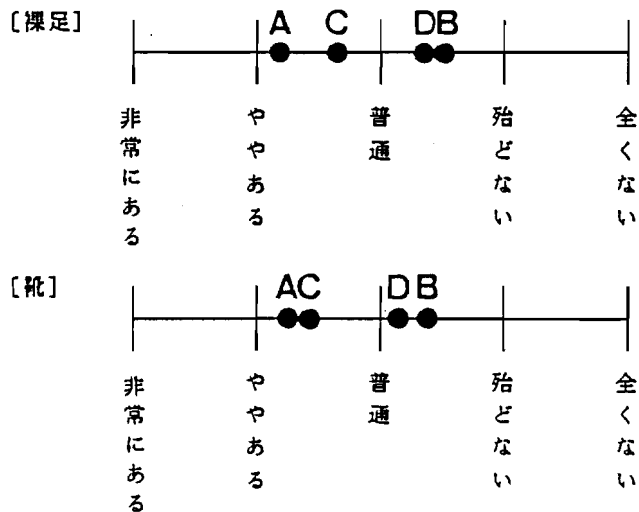 [裸足]
A C DB
非常にある
ややある
普通
殆どない
全くない
[靴]
AC D B
非常にある
ややある
普通
殆どない
全くない